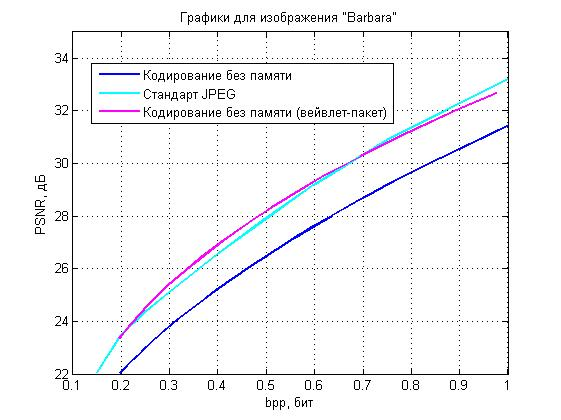 Графики для изображения "Barbara"
34
32
30
28
26
24
22
PSNR, дБ
Кодирование без памяти
Стандарт JPEG
Кодирование без памяти (вейвлет-пакет)
0.1 0.2 0.3 0.4 0.5 0.6 0.7 0.8 0.9 1
bpp, бит